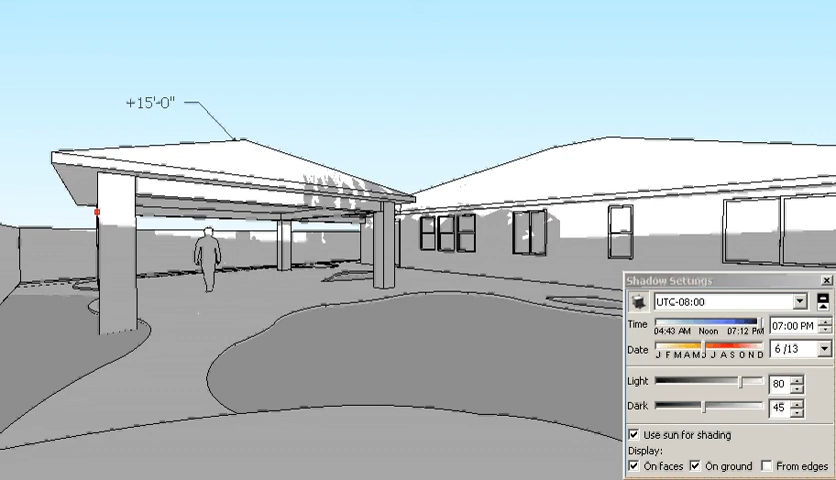 +15'-0"
Shadow Settings
UTC-08:00
Time
04:43 AM Noon 07:12 PM
07:00 PM
Date
J F M A M J J A S O N D
6 /13
Light
80
Dark
45
Use sun for shading
Display:
On faces On ground From edges